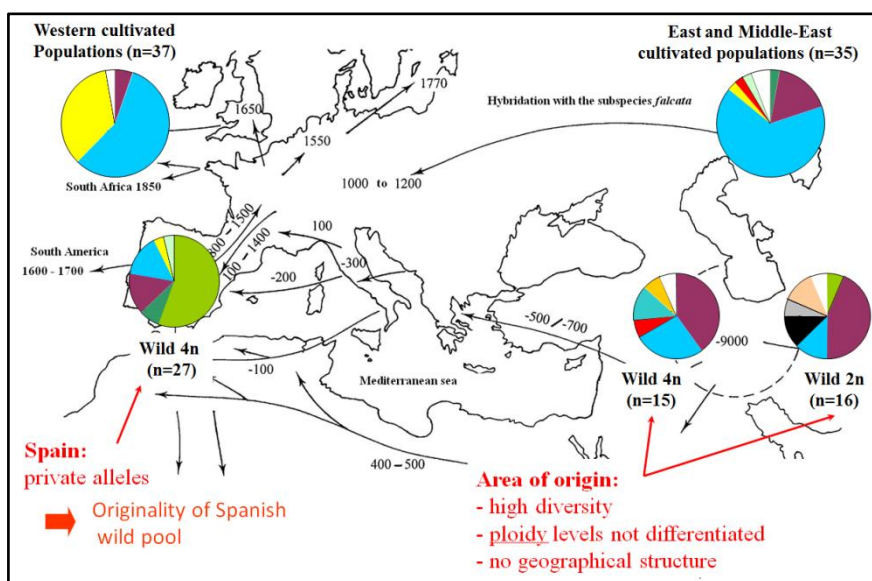 Western cultivated
Populations (n=37)
East and Middle-East
cultivated populations (n=35)
1770
1650
Hybridation with the subspecies falcata
1550
South Africa 1850
1000 to 1200
800 – 1500
100 – 1400
100
South America
1600 - 1700
-300
-200
-500 / -700
-9000
Wild 4n
(n=27)
-100
Mediterranean sea
Wild 4n
(n=15)
Wild 2n
(n=16)
400 – 500
Spain:
private alleles
Originality of Spanish
wild pool
Area of origin:
- high diversity
- ploidy levels not differentiated
- no geographical structure